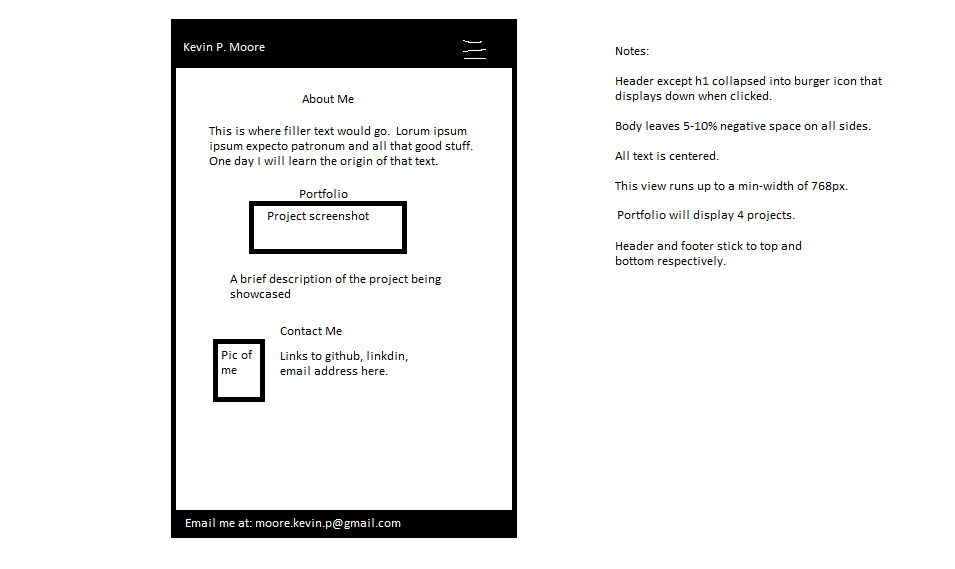 Kevin P. Moore
About Me
This is where filler text would go.  Lorum ipsum
ipsum expecto patronum and all that good stuff.
One day I will learn the origin of that text.
Portfolio
Project screenshot
A brief description of the project being
showcased
Contact Me
Pic of
me
Links to github, linkdin,
email address here.
Email me at: moore.kevin.p@gmail.com
Notes:
Header except h1 collapsed into burger icon that
displays down when clicked.
Body leaves 5-10% negative space on all sides.
All text is centered.
This view runs up to a min-width of 768px.
Portfolio will display 4 projects.
Header and footer stick to top and
bottom respectively.